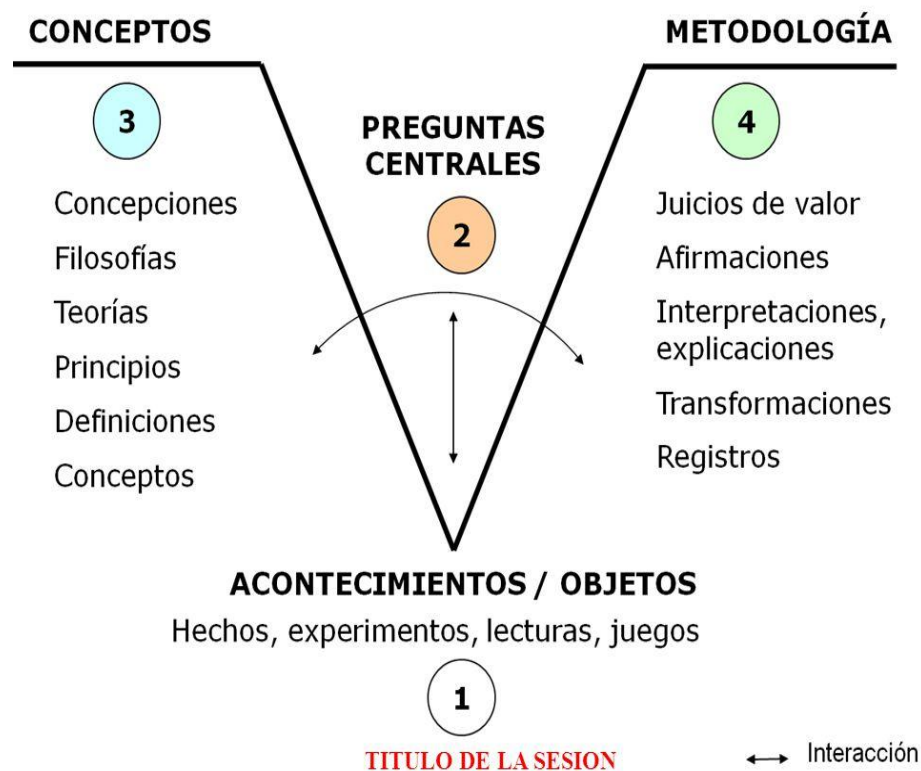 CONCEPTOS
METODOLOGÍA
3
4
PREGUNTAS
CENTRALES
2
Concepciones
Filosofías
Teorías
Principios
Definiciones
Conceptos
Juicios de valor
Afirmaciones
Interpretaciones,
explicaciones
Transformaciones
Registros
ACONTECIMIENTOS / OBJETOS
Hechos, experimentos, lecturas, juegos
1
TITULO DE LA SESION
Interacción